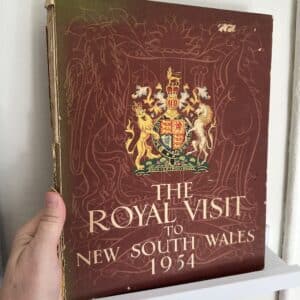 THE
ROYAL VISIT
TO
NEW SOUTH WALES
1954